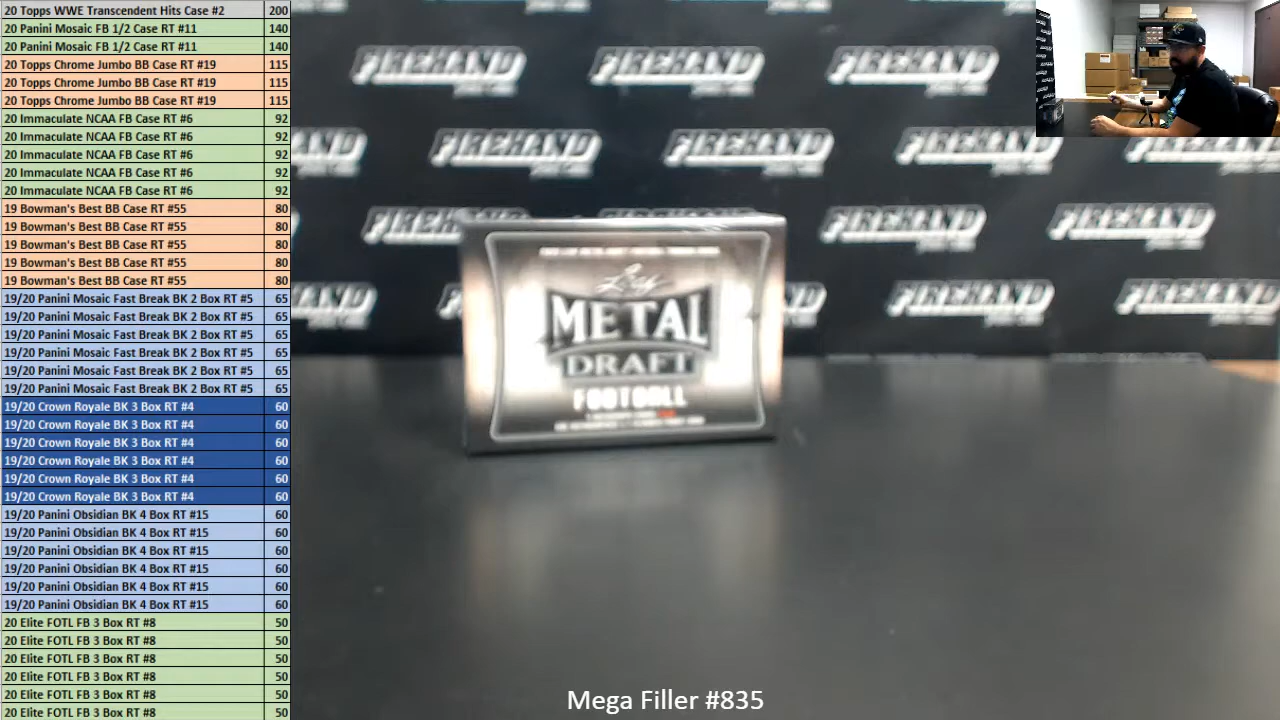 20 Topps WWE Transcendent Hits Case #2 200
20 Panini Mosaic FB 1/2 Case RT #11 140
20 Panini Mosaic FB 1/2 Case RT #11 140
20 Topps Chrome Jumbo BB Case RT #19 115
20 Topps Chrome Jumbo BB Case RT #19 115
20 Topps Chrome Jumbo BB Case RT #19 115
20 Immaculate NCAA FB Case RT #6 92
20 Immaculate NCAA FB Case RT #6 92
20 Immaculate NCAA FB Case RT #6 92
20 Immaculate NCAA FB Case RT #6 92
20 Immaculate NCAA FB Case RT #6 92
19 Bowman's Best BB Case RT #55 80
19 Bowman's Best BB Case RT #55 80
19 Bowman's Best BB Case RT #55 80
19 Bowman's Best BB Case RT #55 80
19 Bowman's Best BB Case RT #55 80
19/20 Panini Mosaic Fast Break BK 2 Box RT #5 65
19/20 Panini Mosaic Fast Break BK 2 Box RT #5 65
19/20 Panini Mosaic Fast Break BK 2 Box RT #5 65
19/20 Panini Mosaic Fast Break BK 2 Box RT #5 65
19/20 Panini Mosaic Fast Break BK 2 Box RT #5 65
19/20 Panini Mosaic Fast Break BK 2 Box RT #5 65
19/20 Crown Royale BK 3 Box RT #4 60
19/20 Crown Royale BK 3 Box RT #4 60
19/20 Crown Royale BK 3 Box RT #4 60
19/20 Crown Royale BK 3 Box RT #4 60
19/20 Crown Royale BK 3 Box RT #4 60
19/20 Crown Royale BK 3 Box RT #4 60
19/20 Panini Obsidian BK 4 Box RT #15 60
19/20 Panini Obsidian BK 4 Box RT #15 60
19/20 Panini Obsidian BK 4 Box RT #15 60
19/20 Panini Obsidian BK 4 Box RT #15 60
19/20 Panini Obsidian BK 4 Box RT #15 60
19/20 Panini Obsidian BK 4 Box RT #15 60
20 Elite FOTL FB 3 Box RT #8 50
20 Elite FOTL FB 3 Box RT #8 50
20 Elite FOTL FB 3 Box RT #8 50
20 Elite FOTL FB 3 Box RT #8 50
20 Elite FOTL FB 3 Box RT #8 50
20 Elite FOTL FB 3 Box RT #8 50
FIREHAND FIREHAND FIREHAND
FIREHAND FIREHAND FIREHAND
FIREHAND FIREHAND
FIREHAND FIREHAND
Leaf
METAL
DRAFT
FOOTBALL
Mega Filler #835